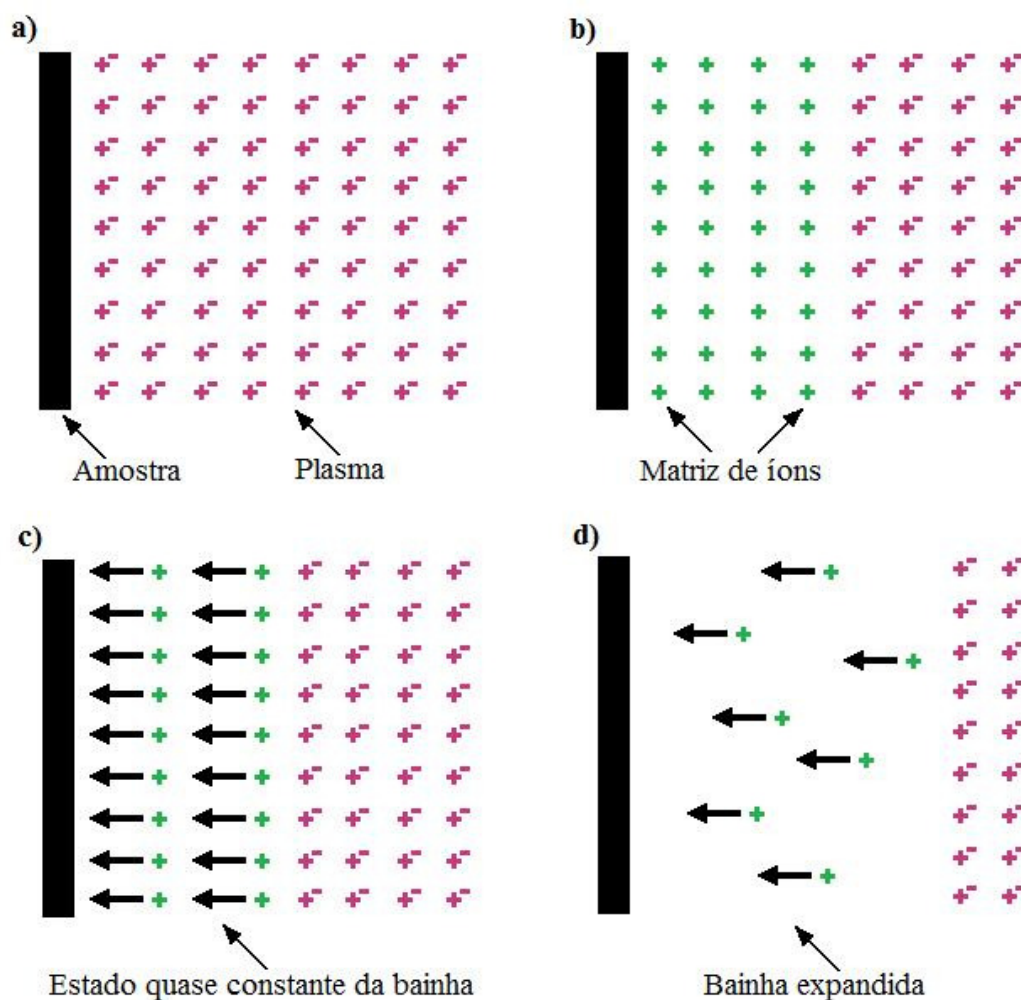 a)
b)
Amostra
Plasma
Matriz de íons
c)
d)
Estado quase constante da bainha
Bainha expandida